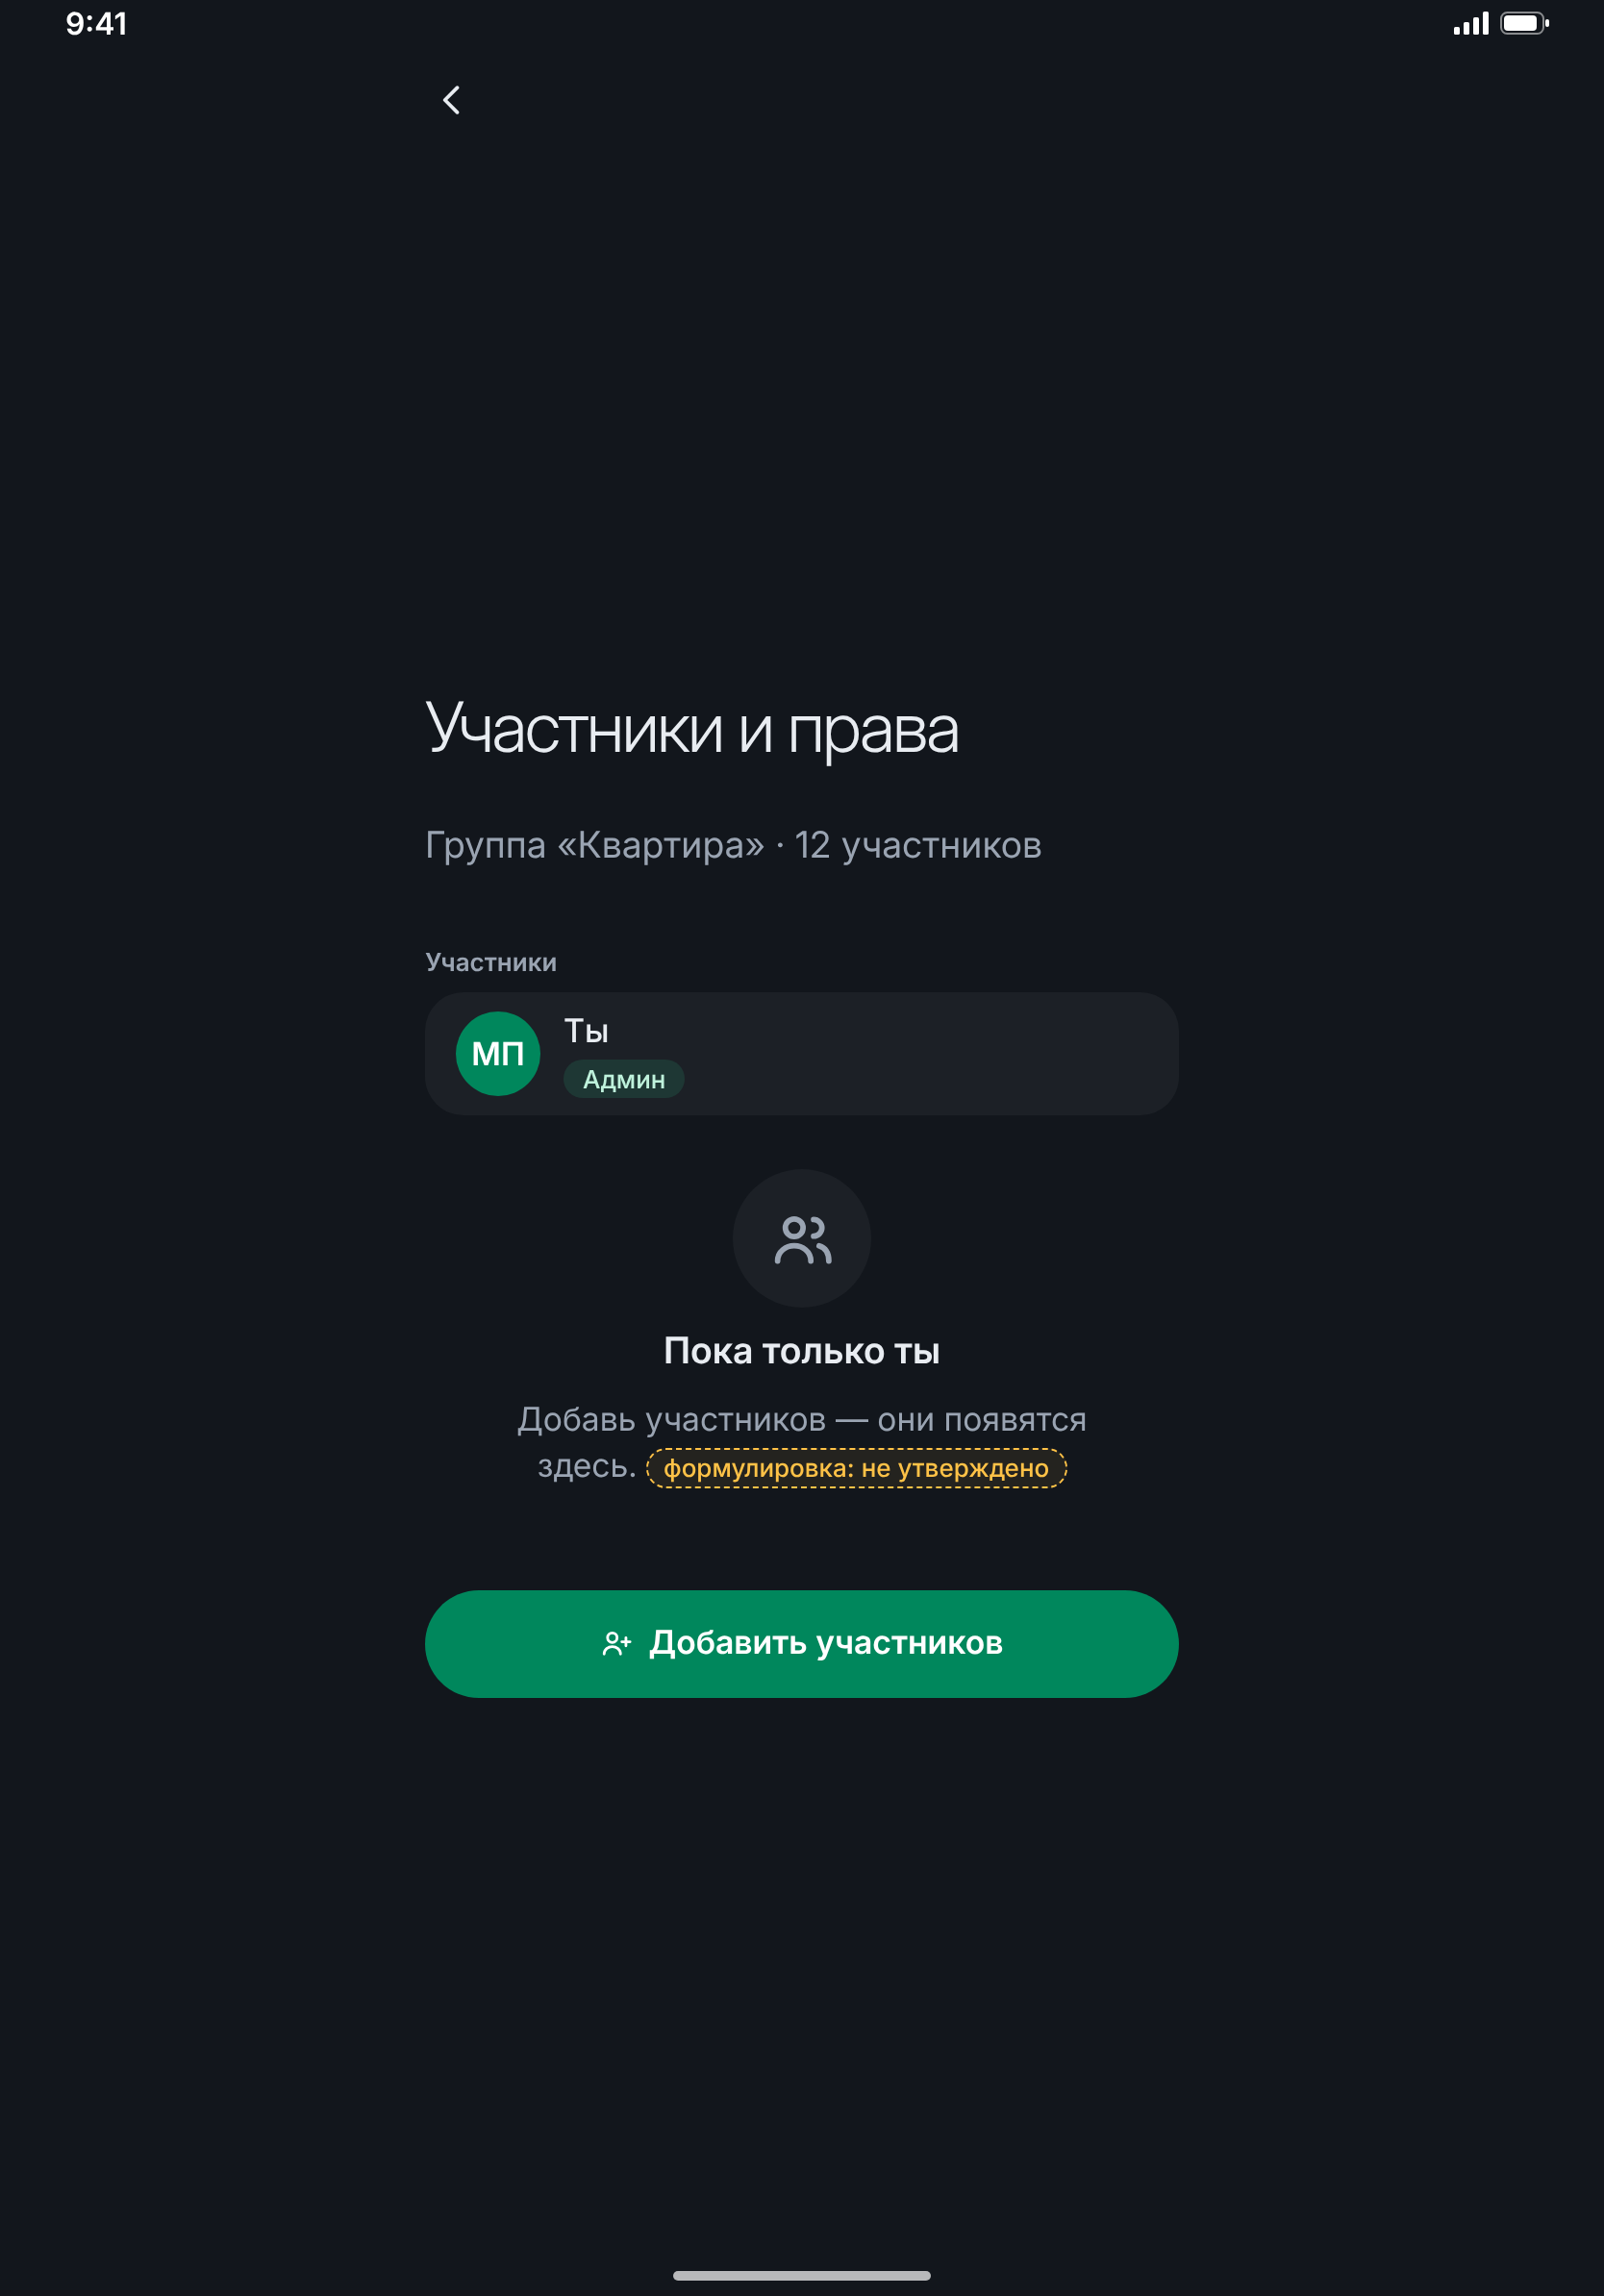 9:41
Участники и права
Группа «Квартира» · 12 участников
Участники
МП
Ты
Админ
Пока только ты
Добавь участников — они появятся
здесь. формулировка: не утверждено
Добавить участников